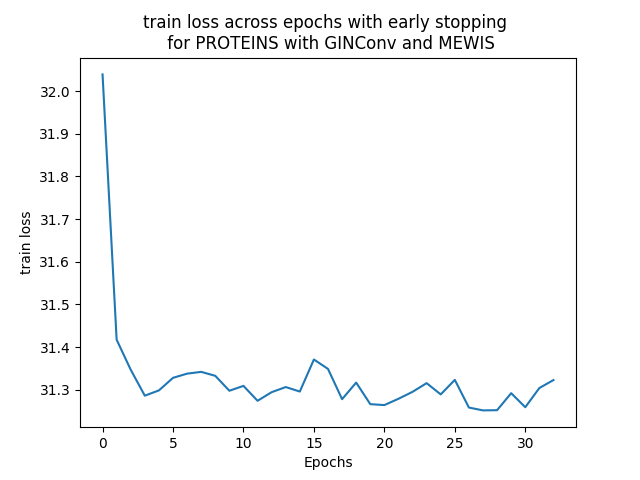 train loss across epochs with early stopping
for PROTEINS with GINConv and MEWIS
32.0
31.9
31.8
31.7
31.6
31.5
31.4
31.3
train loss
0 5 10 15 20 25 30
Epochs